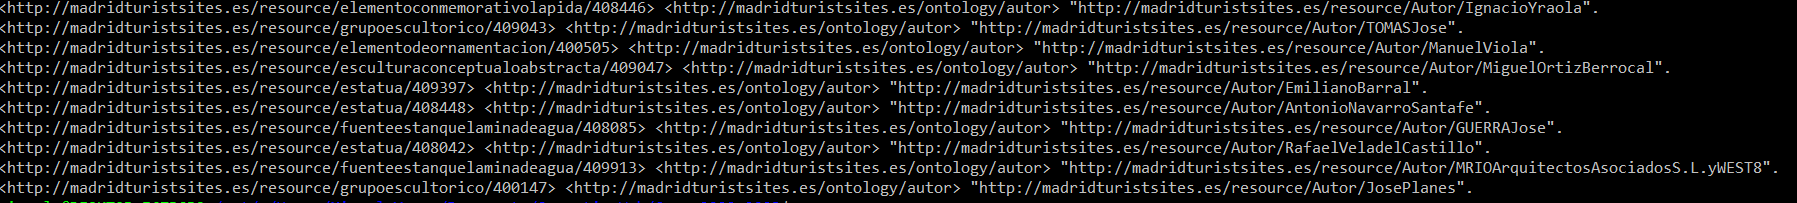 <http://madridturistsites.es/resource/elementoconmemorativolapida/408446> <http://madridturistsites.es/ontology/autor> "http://madridturistsites.es/resource/Autor/IgnacioYraola".
<http://madridturistsites.es/resource/grupoescultorico/409043> <http://madridturistsites.es/ontology/autor> "http://madridturistsites.es/resource/Autor/TOMASJose".
<http://madridturistsites.es/resource/elementodeornamentacion/400505> <http://madridturistsites.es/ontology/autor> "http://madridturistsites.es/resource/Autor/ManuelViola".
<http://madridturistsites.es/resource/esculturaconceptualoabstracta/409047> <http://madridturistsites.es/ontology/autor> "http://madridturistsites.es/resource/Autor/MiguelOrtizBerrocal".
<http://madridturistsites.es/resource/estatua/409397> <http://madridturistsites.es/ontology/autor> "http://madridturistsites.es/resource/Autor/EmilianoBarral".
<http://madridturistsites.es/resource/estatua/408448> <http://madridturistsites.es/ontology/autor> "http://madridturistsites.es/resource/Autor/AntonioNavarroSantafe".
<http://madridturistsites.es/resource/fuenteestanquelaminadeagua/408085> <http://madridturistsites.es/ontology/autor> "http://madridturistsites.es/resource/Autor/GUERRAJose".
<http://madridturistsites.es/resource/estatua/408042> <http://madridturistsites.es/ontology/autor> "http://madridturistsites.es/resource/Autor/RafaelVeladelCastillo".
<http://madridturistsites.es/resource/fuenteestanquelaminadeagua/409913> <http://madridturistsites.es/ontology/autor> "http://madridturistsites.es/resource/Autor/MRIOArquitectosAsociadosS.L.yWEST8".
<http://madridturistsites.es/resource/grupoescultorico/400147> <http://madridturistsites.es/ontology/autor> "http://madridturistsites.es/resource/Autor/JosePlanes".